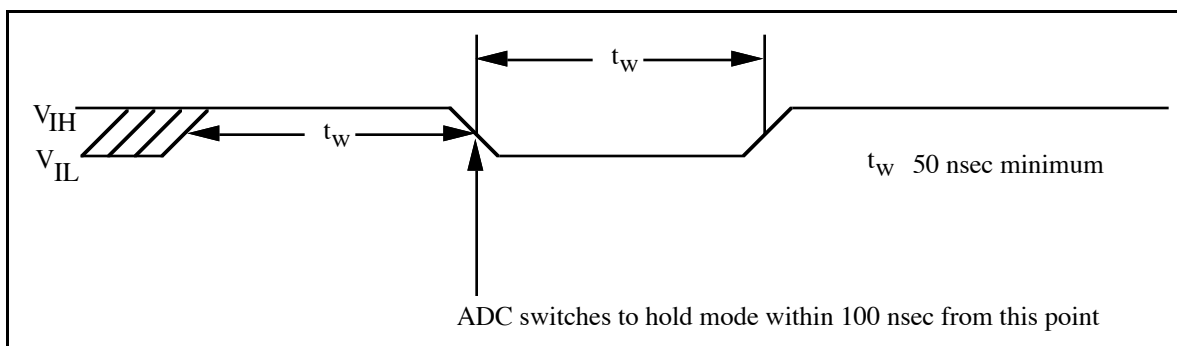 t_w
V_IH
t_w
V_IL
t_w 50 nsec minimum
ADC switches to hold mode within 100 nsec from this point